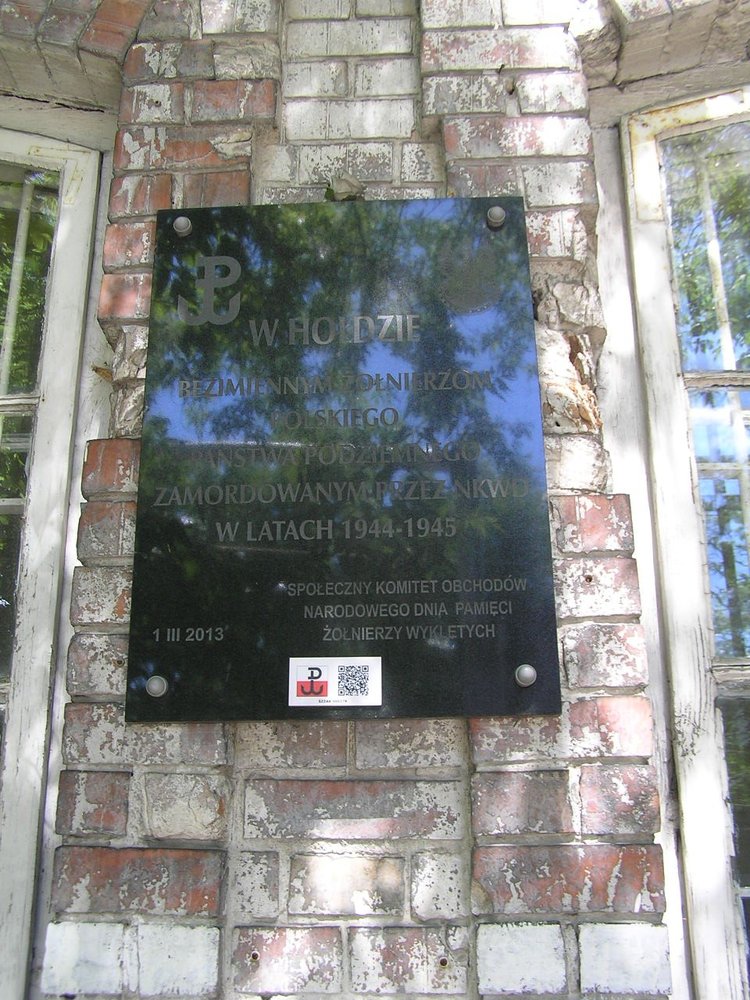 W HOŁDZIE
BEZIMIENNYM ŻOŁNIERZOM
POLSKIEGO
PAŃSTWA PODZIEMNEGO
ZAMORDOWANYM PRZEZ NKWD
W LATACH 1944-1945
SPOŁECZNY KOMITET OBCHODÓW
NARODOWEGO DNIA PAMIĘCI
1 III 2013 ŻOŁNIERZY WYKLĘTYCH